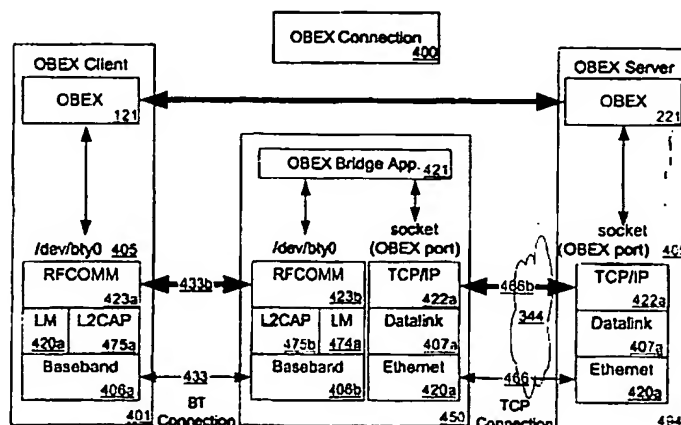 OBEX Connection
400
OBEX Client
OBEX
121
OBEX Server
OBEX
221
OBEX Bridge App.
421
/dev/bty0
405
RFCOMM
423a
LM
420a
L2CAP
475a
Baseband
406a
401
433b
433
BT
Connection
/dev/bty0
RFCOMM
423b
L2CAP
475b
LM
474a
Baseband
406b
socket
(OBEX port)
TCP/IP
422a
Datalink
407a
Ethernet
420a
450
466b
344
466
TCP
Connection
socket
(OBEX port)
TCP/IP
422a
Datalink
407a
Ethernet
420a